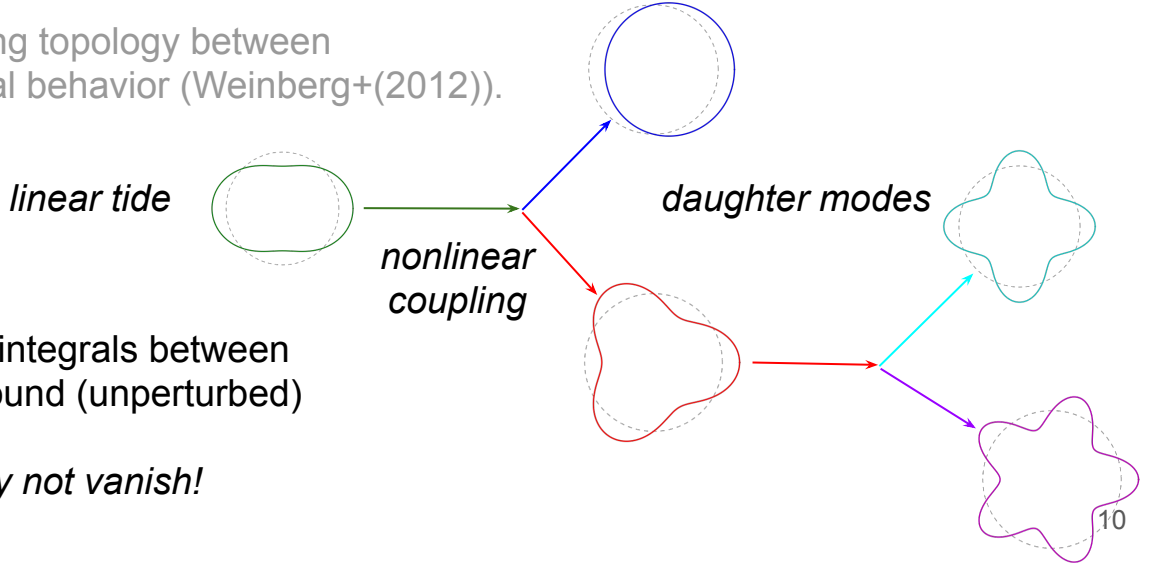 ng topology between
al behavior (Weinberg+(2012)).
linear tide
daughter modes
nonlinear
coupling
integrals between
ound (unperturbed)
y not vanish!
10